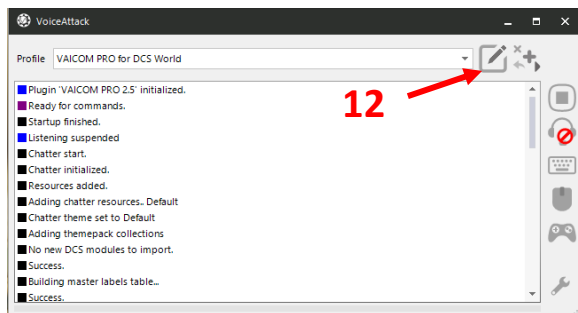 VoiceAttack
Profile VAICOM PRO for DCS World
12
Plugin 'VAICOM PRO 2.5' initialized.
Ready for commands.
Startup finished.
Listening suspended
Chatter start.
Chatter initialized.
Resources added.
Adding chatter resources.. Default
Chatter theme set to Default
Adding themepack collections
No new DCS modules to import.
Success.
Building master labels table...
Success.